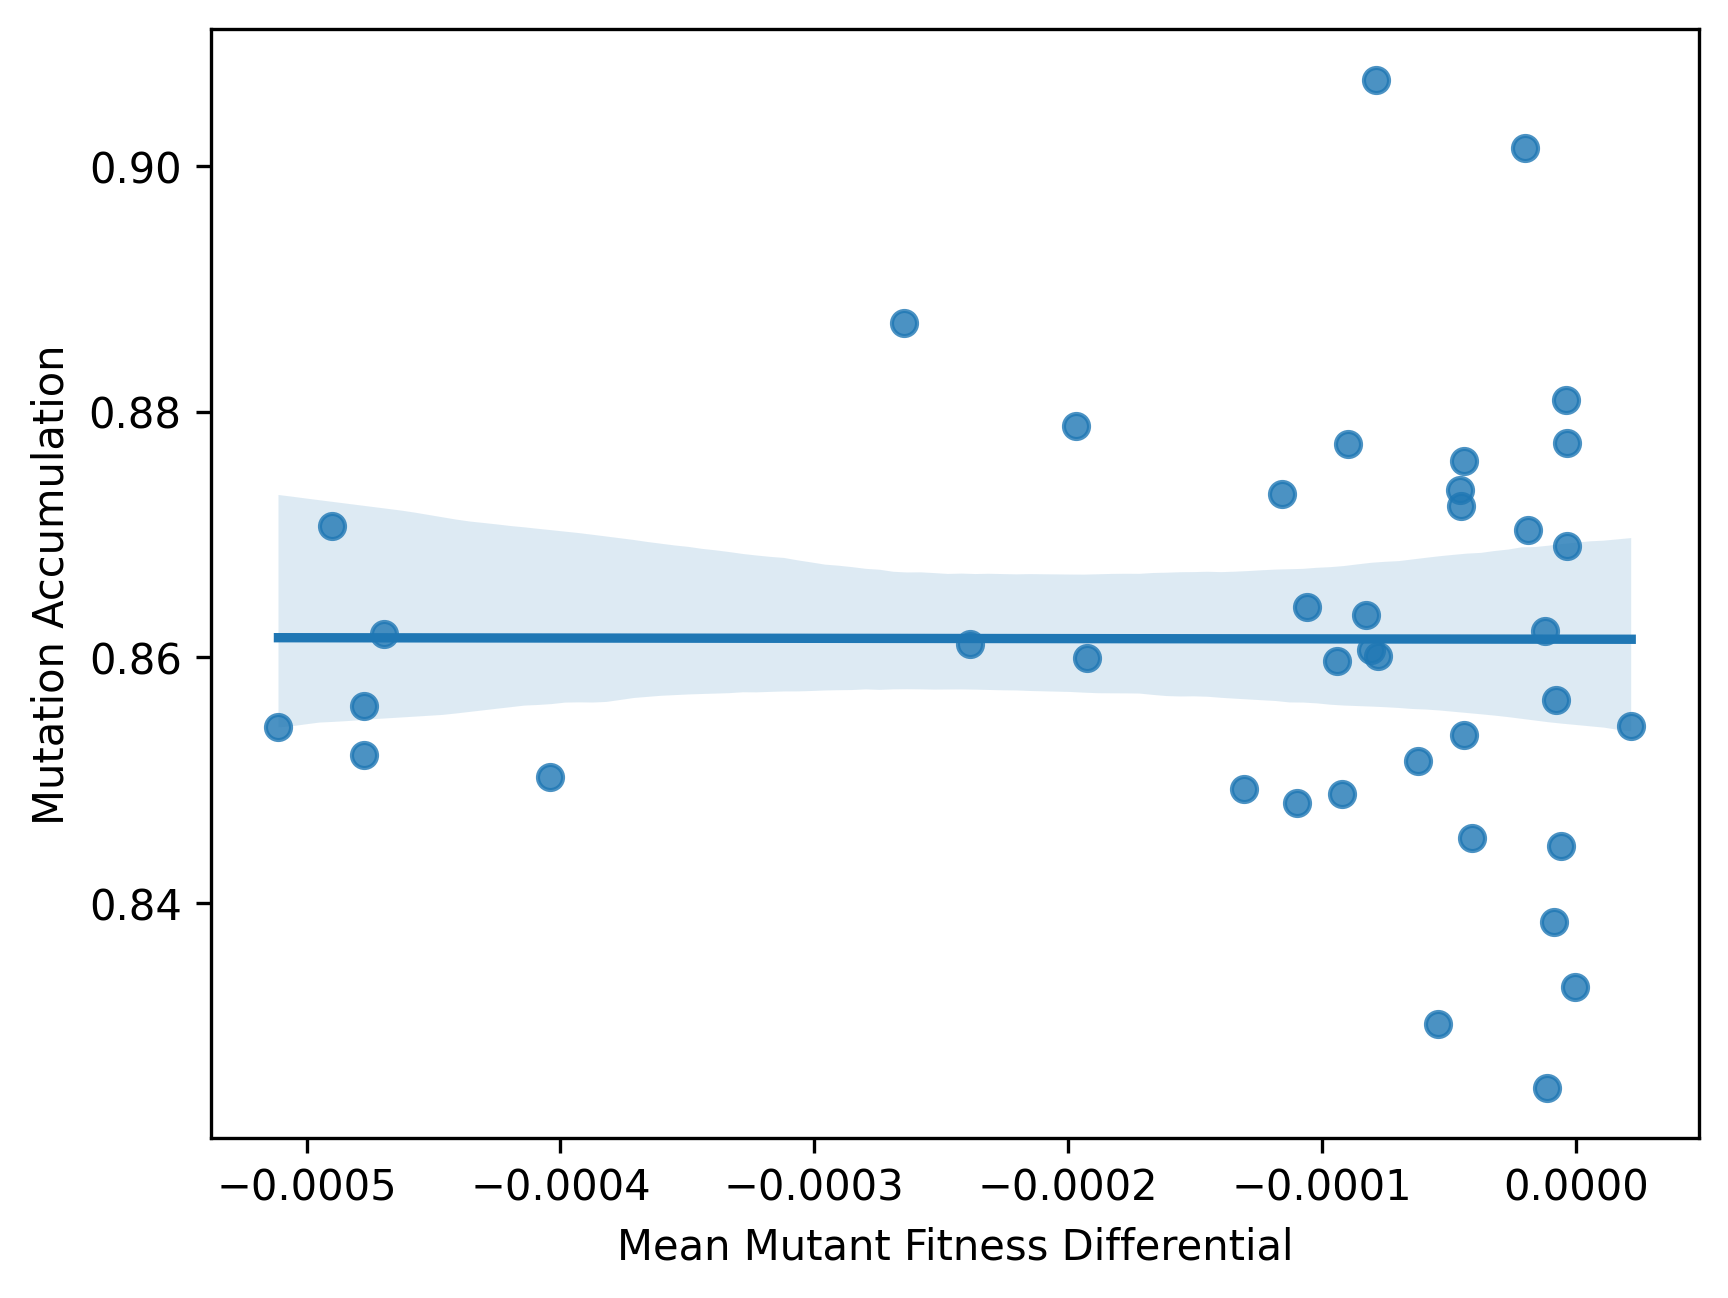 Mutation Accumulation
0.90
0.88
0.86
0.84
−0.0005 −0.0004 −0.0003 −0.0002 −0.0001 0.0000
Mean Mutant Fitness Differential